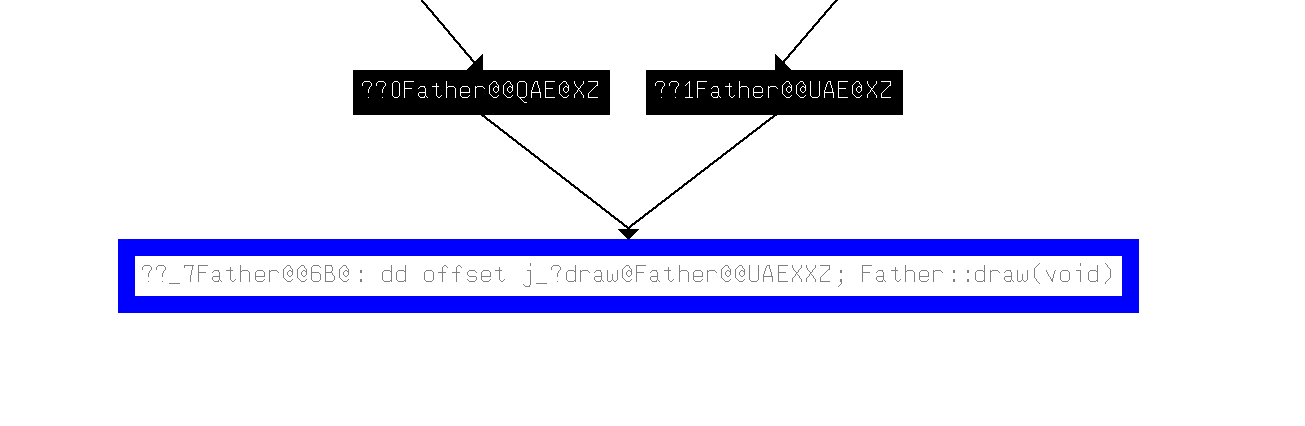 ??0Father@@QAE@XZ
??1Father@@UAE@XZ
??_7Father@@6B@: dd offset j_?draw@Father@@UAEXXZ; Father::draw(void)